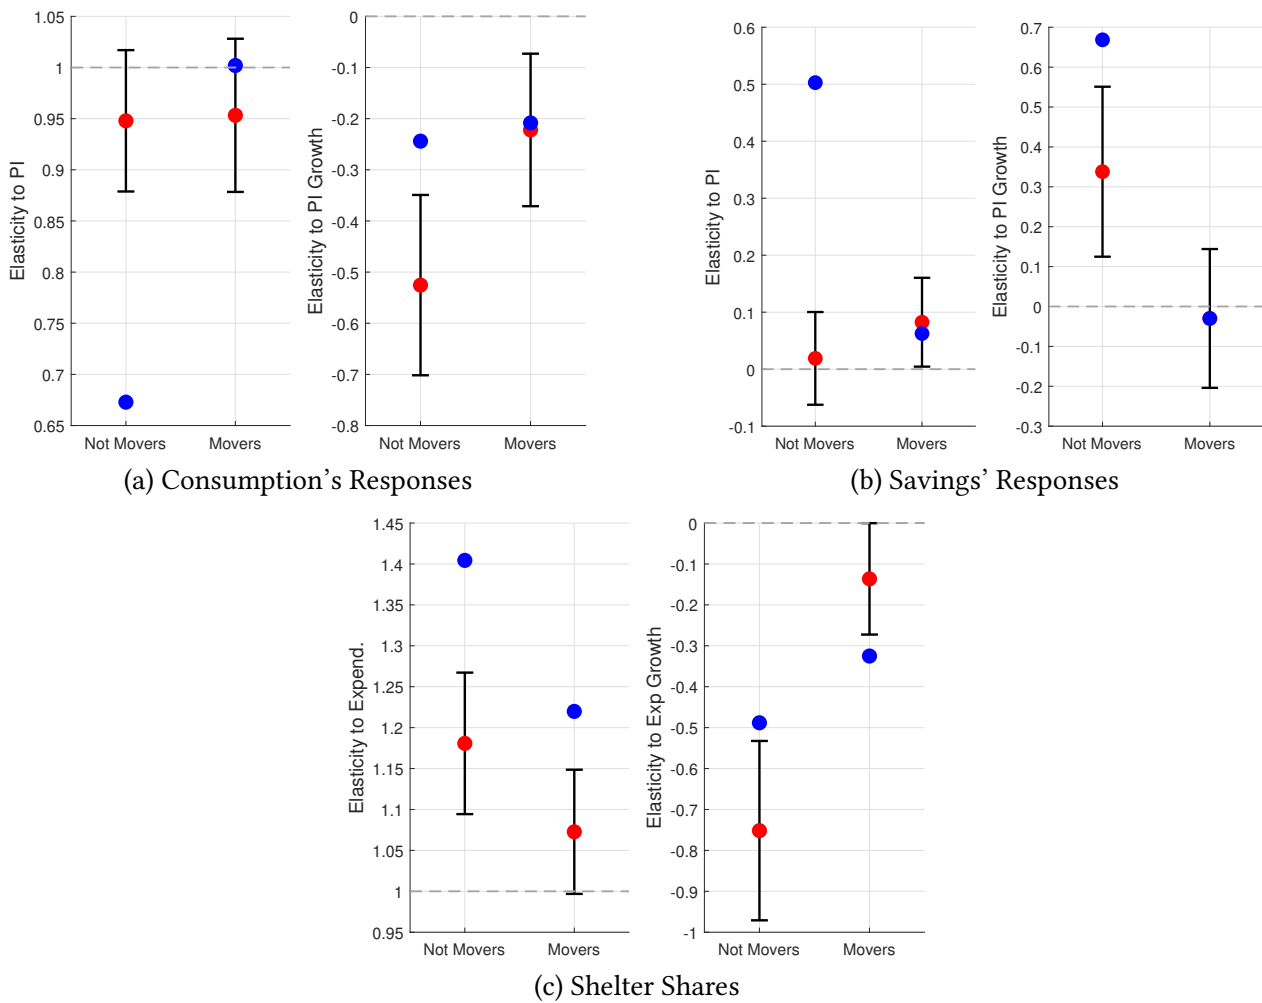 Elasticity to PI
1.05
1
0.95
0.9
0.85
0.8
0.75
0.7
0.65
Not Movers
Movers
Elasticity to PI Growth
0
-0.1
-0.2
-0.3
-0.4
-0.5
-0.6
-0.7
-0.8
Not Movers
Movers
(a) Consumption’s Responses
Elasticity to PI
0.6
0.5
0.4
0.3
0.2
0.1
0
-0.1
Not Movers
Movers
Elasticity to PI Growth
0.7
0.6
0.5
0.4
0.3
0.2
0.1
0
-0.1
-0.2
-0.3
Not Movers
Movers
(b) Savings’ Responses
Elasticity to Expend.
1.45
1.4
1.35
1.3
1.25
1.2
1.15
1.1
1.05
1
0.95
Not Movers
Movers
Elasticity to Exp Growth
0
-0.1
-0.2
-0.3
-0.4
-0.5
-0.6
-0.7
-0.8
-0.9
-1
Not Movers
Movers
(c) Shelter Shares